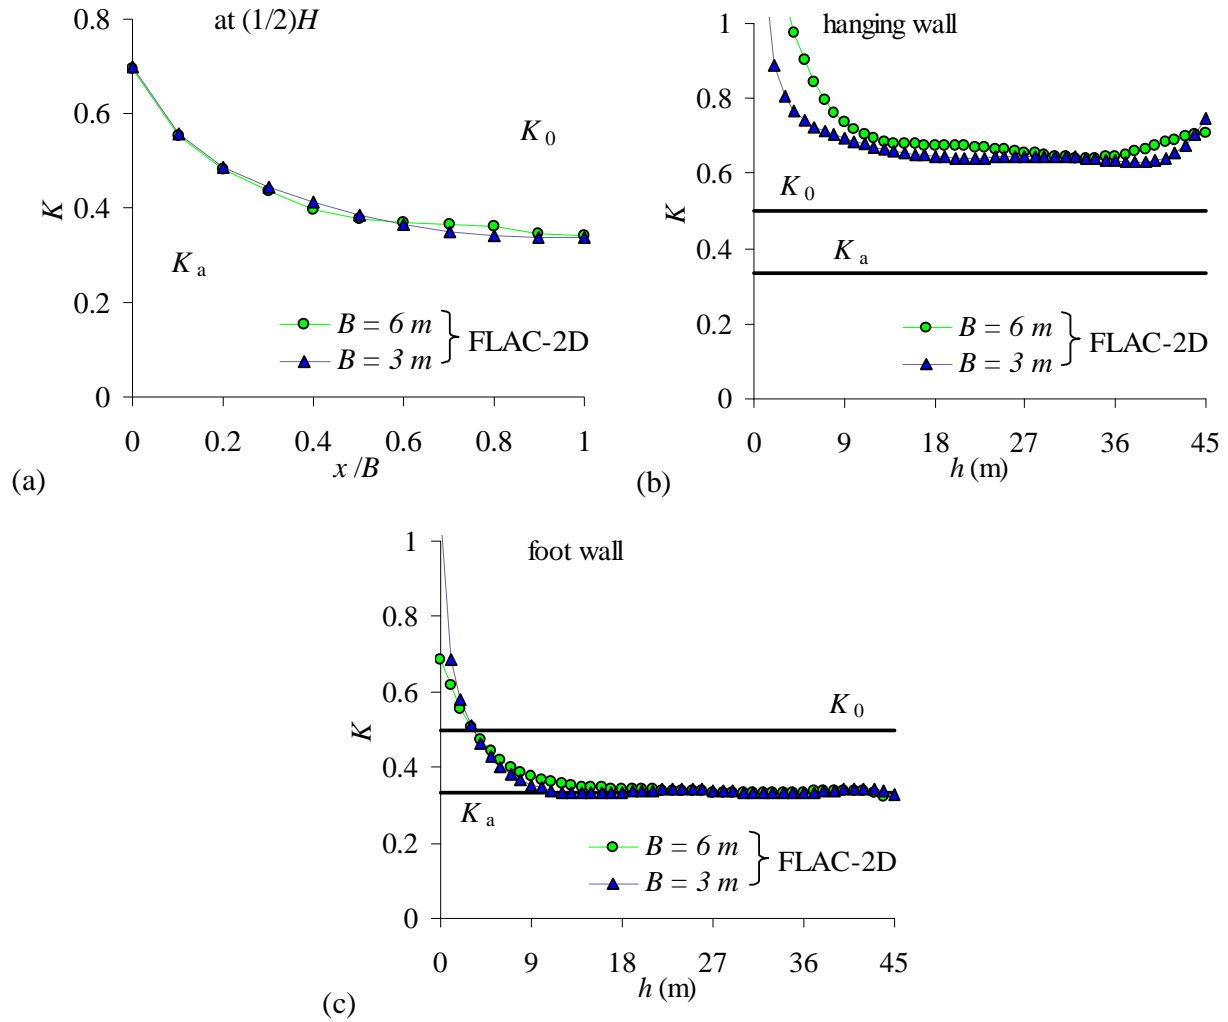 at (1/2)H
0.8
0.6
0.4
0.2
0
K
K0
Ka
B = 6 m
B = 3 m
FLAC-2D
0 0.2 0.4 0.6 0.8 1
x/B
(a)
hanging wall
1
0.8
0.6
0.4
0.2
0
K
K0
Ka
B = 6 m
B = 3 m
FLAC-2D
0 9 18 27 36 45
h (m)
(b)
foot wall
1
0.8
0.6
0.4
0.2
0
K
K0
Ka
B = 6 m
B = 3 m
FLAC-2D
0 9 18 27 36 45
h (m)
(c)